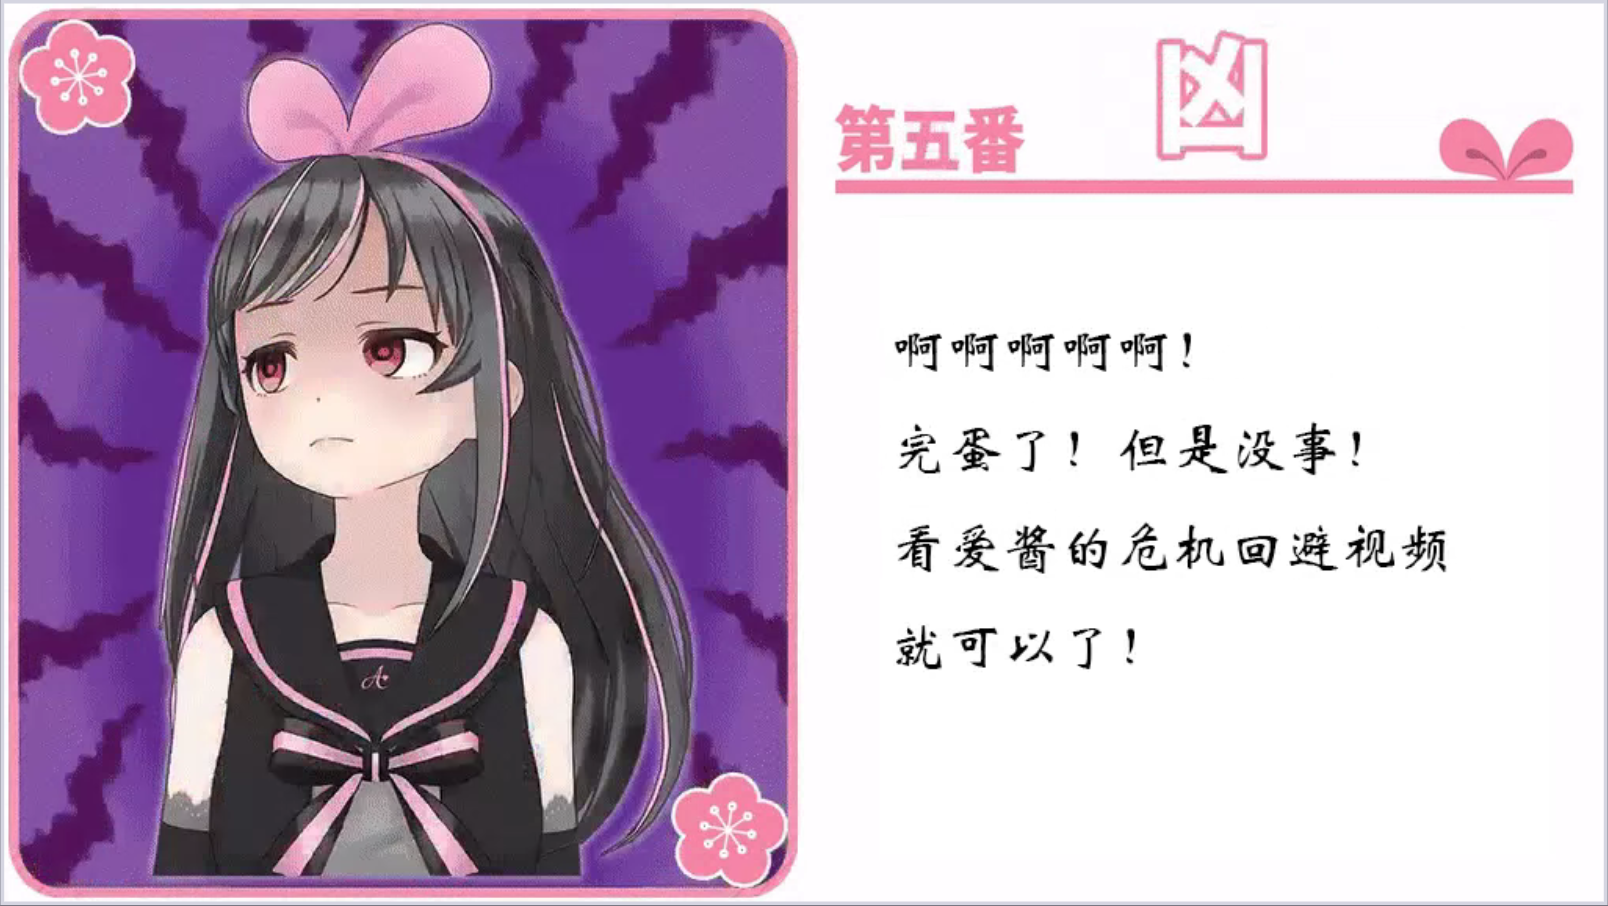 凶
第五番
啊啊啊啊啊！
完蛋了！但是没事！
看爱酱的危机回避视频
就可以了！
A